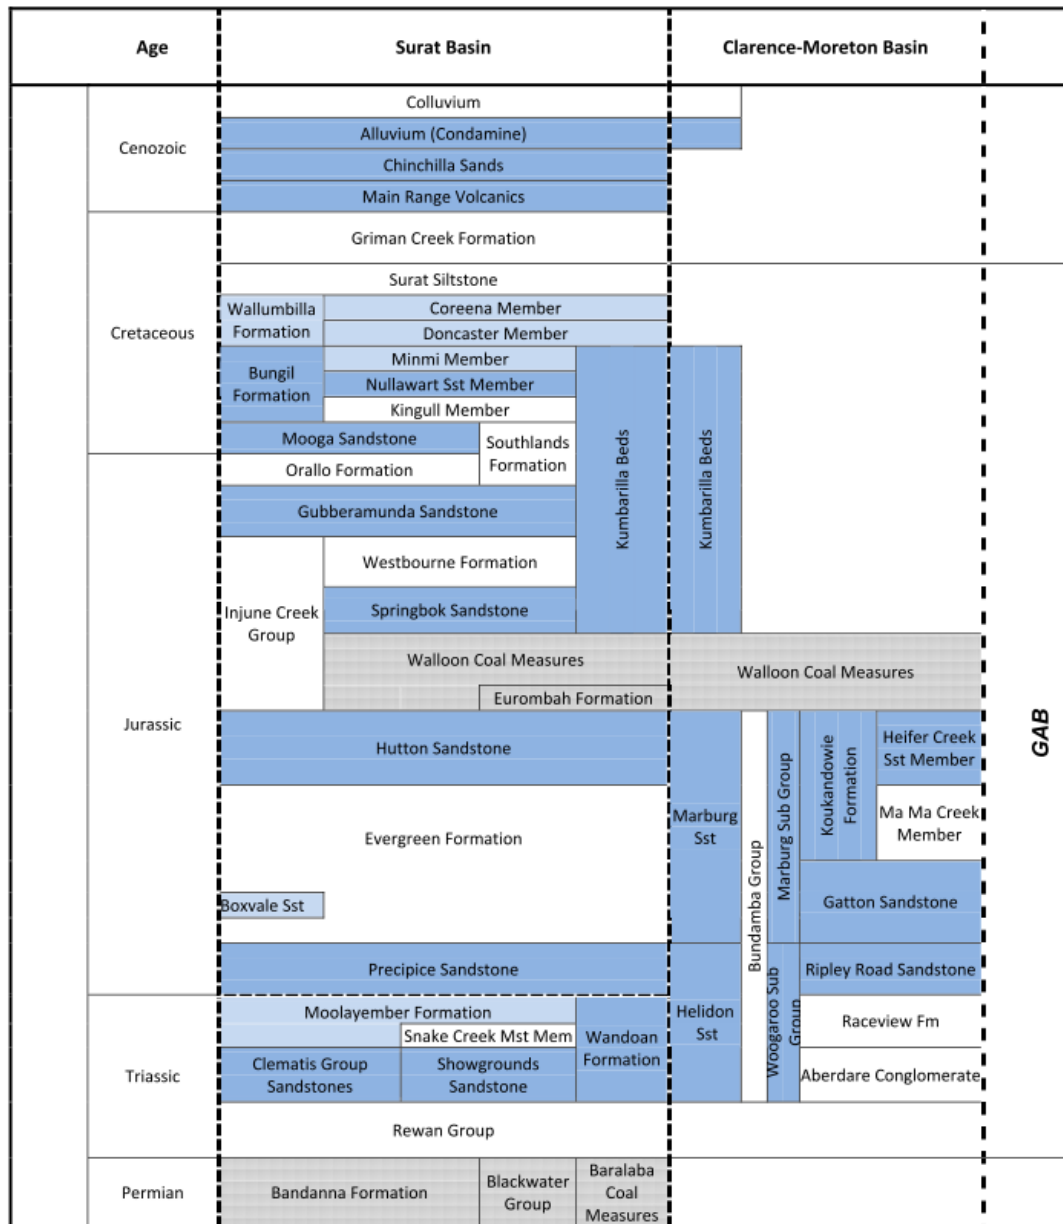 Age
Surat Basin
Clarence-Moreton Basin
Cenozoic
Colluvium
Alluvium (Condamine)
Chinchilla Sands
Main Range Volcanics
Cretaceous
Griman Creek Formation
Surat Siltstone
Wallumbilla
Formation
Coreena Member
Doncaster Member
Bungil
Formation
Minmi Member
Nullawart Sst Member
Kingull Member
Mooga Sandstone
Southlands
Formation
Kumbarilla Beds
Kumbarilla Beds
Jurassic
Orallo Formation
Gubberamunda Sandstone
Injune Creek
Group
Westbourne Formation
Springbok Sandstone
Walloon Coal Measures
Eurombah Formation
Walloon Coal Measures
GAB
Hutton Sandstone
Evergreen Formation
Boxvale Sst
Precipice Sandstone
Marburg
Sst
Bundamba Group
Marburg Sub Group
Koukandowie
Formation
Heifer Creek
Sst Member
Ma Ma Creek
Member
Gatton Sandstone
Ripley Road Sandstone
Triassic
Moolayember Formation
Snake Creek Mst Mem
Clematis Group
Sandstones
Showgrounds
Sandstone
Wandoan
Formation
Helidon
Sst
Woogaroo Sub
Group
Raceview Fm
Aberdare Conglomerate
Rewan Group
Permian
Bandanna Formation
Blackwater
Group
Baralaba
Coal
Measures